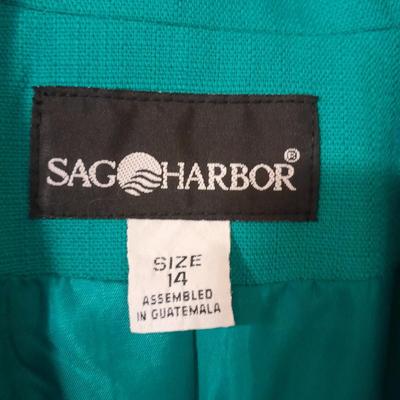 SAG HARBOR®
SIZE
14
ASSEMBLED
IN GUATEMALA